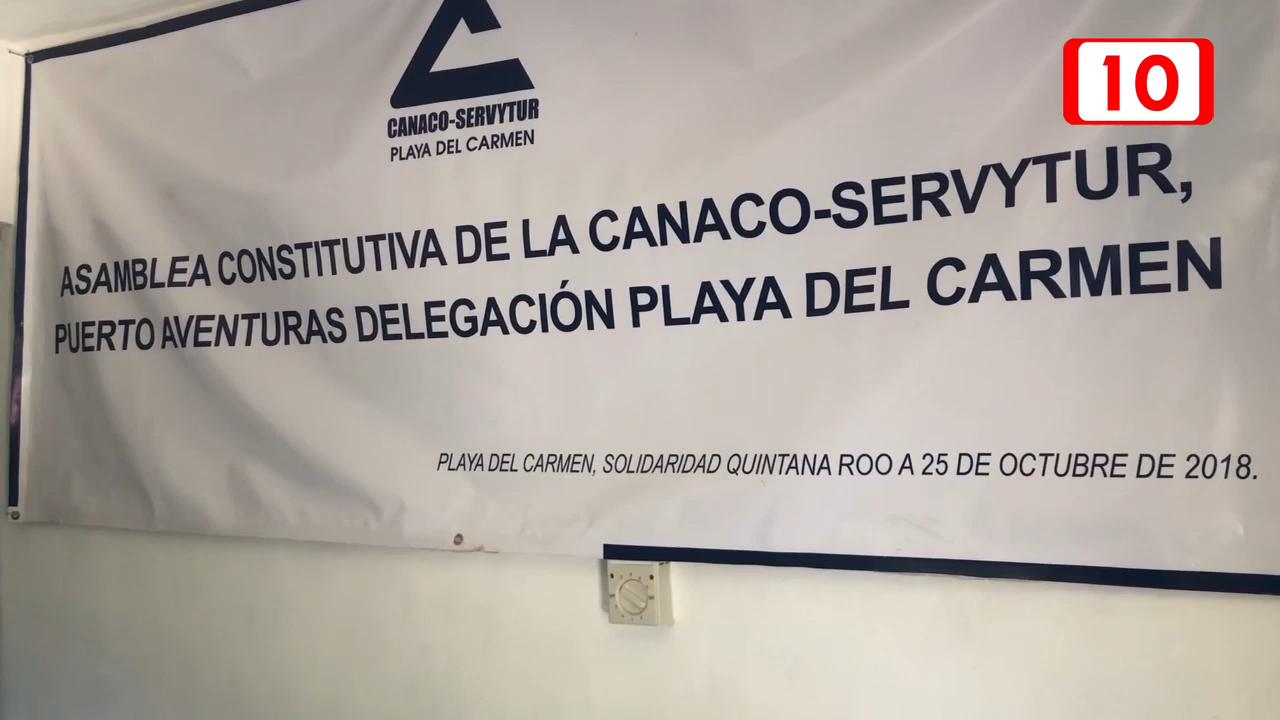 10
CANACO-SERVYTUR
PLAYA DEL CARMEN
ASAMBLEA CONSTITUTIVA DE LA CANACO-SERVYTUR,
PUERTO AVENTURAS DELEGACIÓN PLAYA DEL CARMEN
PLAYA DEL CARMEN, SOLIDARIDAD QUINTANA ROO A 25 DE OCTUBRE DE 2018.